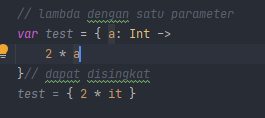 // lambda dengan satu parameter
var test = { a: Int ->
2 * a
}// dapat disingkat
test = { 2 * it }